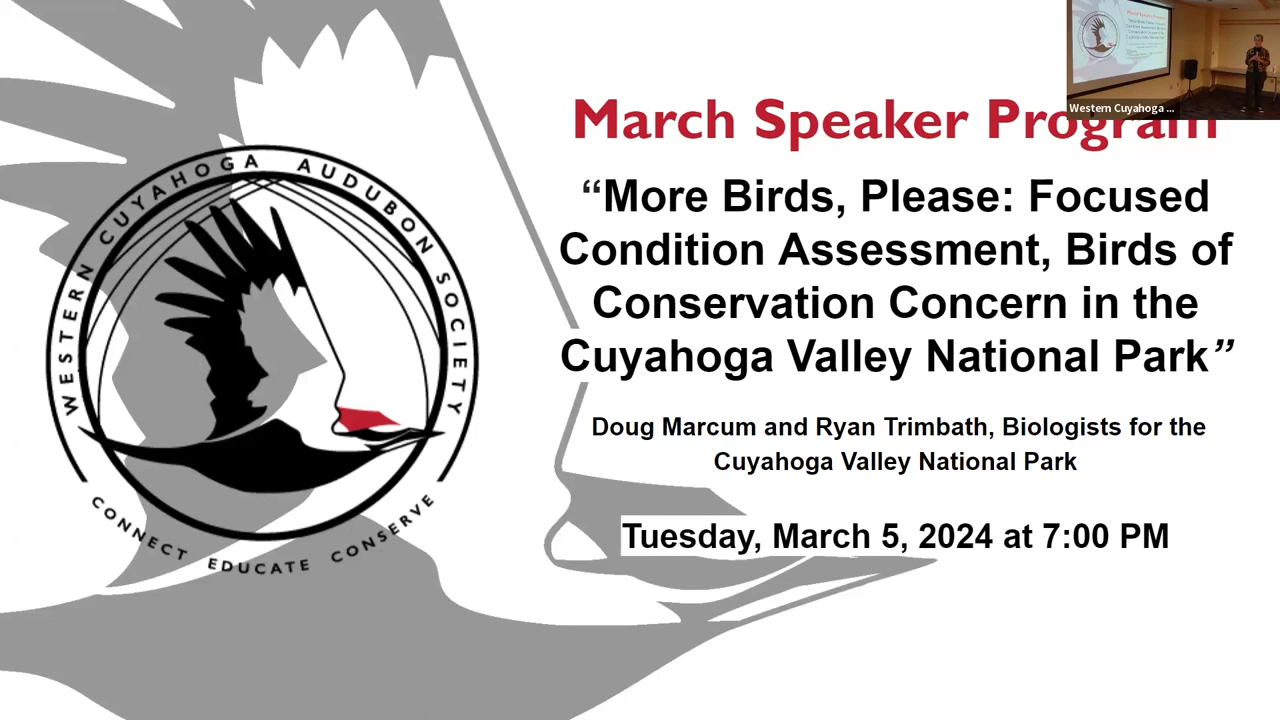 March Speaker Program
“More Birds, Please: Focused
Condition Assessment, Birds of
Conservation Concern in the
Cuyahoga Valley National Park”
Doug Marcum and Ryan Trimbath, Biologists for the
Cuyahoga Valley National Park
Tuesday, March 5, 2024 at 7:00 PM
WESTERN CUYAHOGA AUDUBON SOCIETY
CONNECT EDUCATE CONSERVE
Western Cuyahoga ...